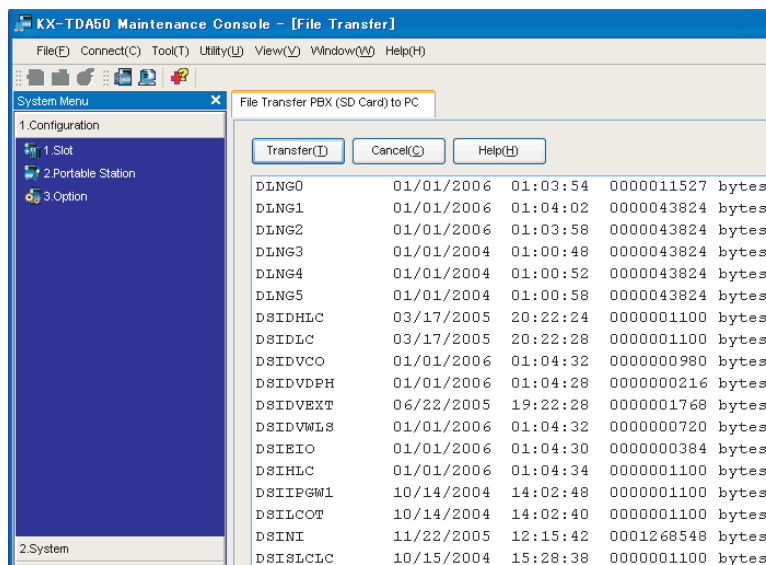 KX-TDA50 Maintenance Console - [File Transfer]
File(F) Connect(C) Tool(T) Utility(U) View(V) Window(W) Help(H)
System Menu
1.Configuration
1.Slot
2.Portable Station
3.Option
2.System
File Transfer PBX (SD Card) to PC
Transfer(T) Cancel(C) Help(H)
DLNG0 01/01/2006 01:03:54 0000011527 bytes
DLNG1 01/01/2006 01:04:02 0000043824 bytes
DLNG2 01/01/2006 01:03:58 0000043824 bytes
DLNG3 01/01/2004 01:00:48 0000043824 bytes
DLNG4 01/01/2004 01:00:52 0000043824 bytes
DLNG5 01/01/2004 01:00:58 0000043824 bytes
DSIDHLC 03/17/2005 20:22:24 0000001100 bytes
DSIDLC 03/17/2005 20:22:28 0000001100 bytes
DSIDVCO 01/01/2006 01:04:32 0000000980 bytes
DSIDVDPH 01/01/2006 01:04:28 0000000216 bytes
DSIDVEXT 06/22/2005 19:22:28 0000001768 bytes
DSIDVWLS 01/01/2006 01:04:32 0000000720 bytes
DSIEIO 01/01/2006 01:04:30 0000000384 bytes
DSIHLC 01/01/2006 01:04:34 0000001100 bytes
DSIIPGW1 10/14/2004 14:02:48 0000001100 bytes
DSILCOT 10/14/2004 14:02:40 0000001100 bytes
DSINI 11/22/2005 12:15:42 0001268548 bytes
DSISLCLC 10/15/2004 15:28:38 0000001100 bytes